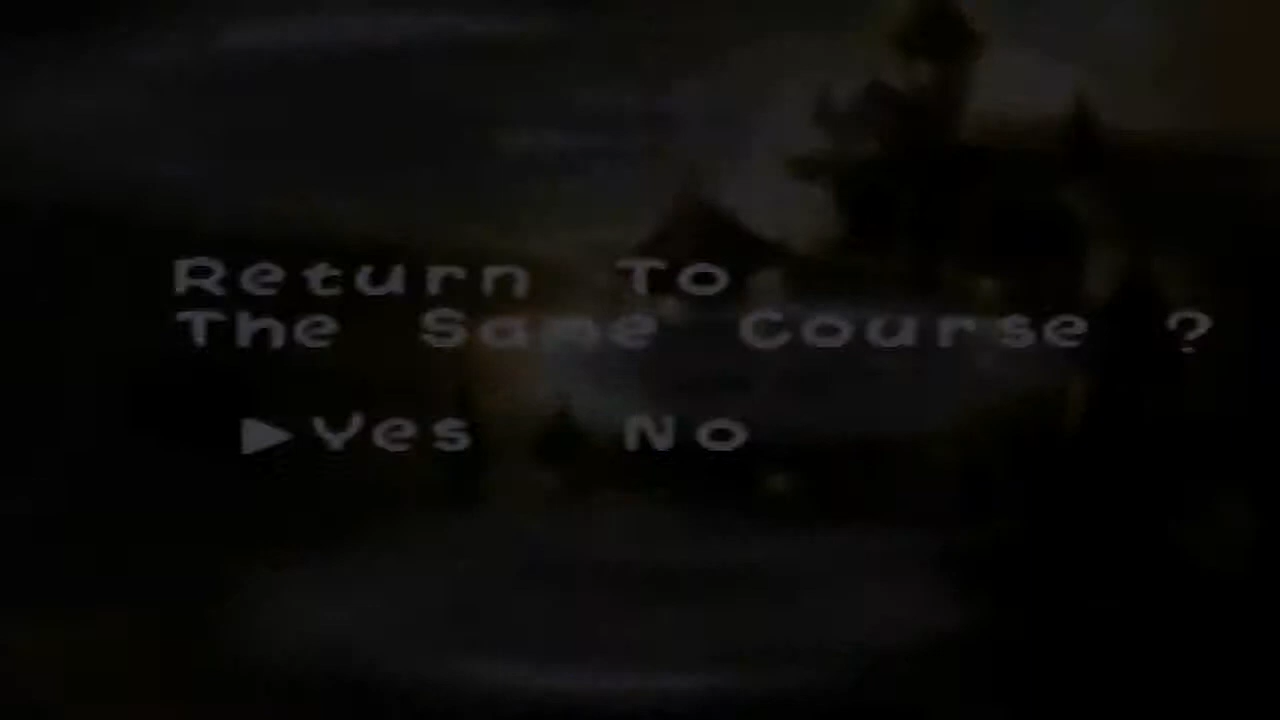 Return To
The Same Course ?
▶Yes No